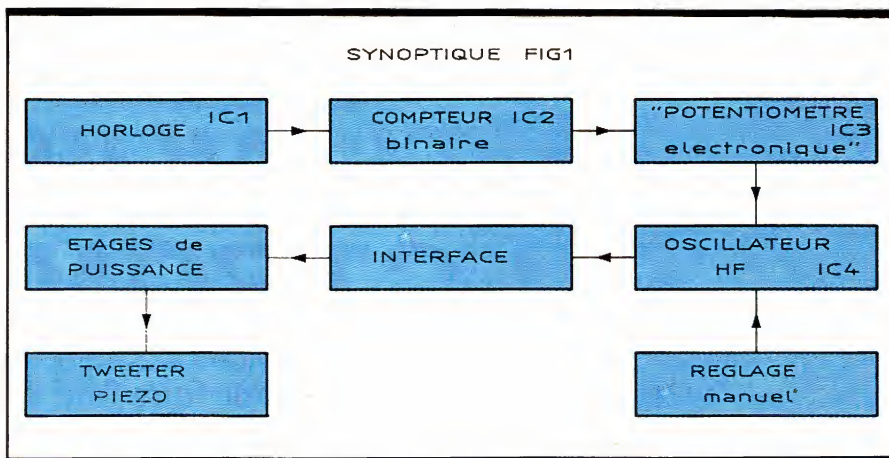 SYNOPTIQUE FIG1
HORLOGE IC1
COMPTEUR IC2
binaire
"POTENTIOMETRE
IC3
electronique"
ETAGES de
PUISSANCE
INTERFACE
OSCILLATEUR
HF IC4
TWEETER
PIEZO
REGLAGE
manuel